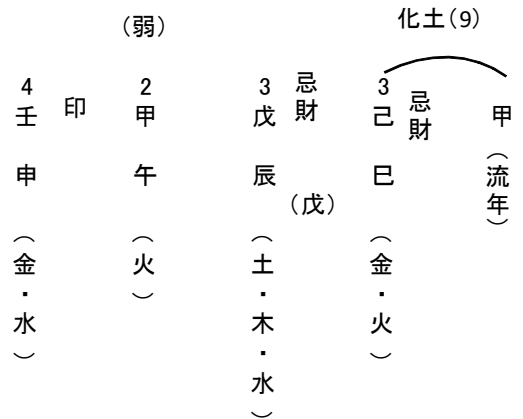 (弱)
化土(9)
4 2 3 3
壬 印 甲 戊 忌財 己 忌財 甲
申 午 辰 巳 (流年)
(戊)
(金・水) (火) (土・木・水) (金・火)